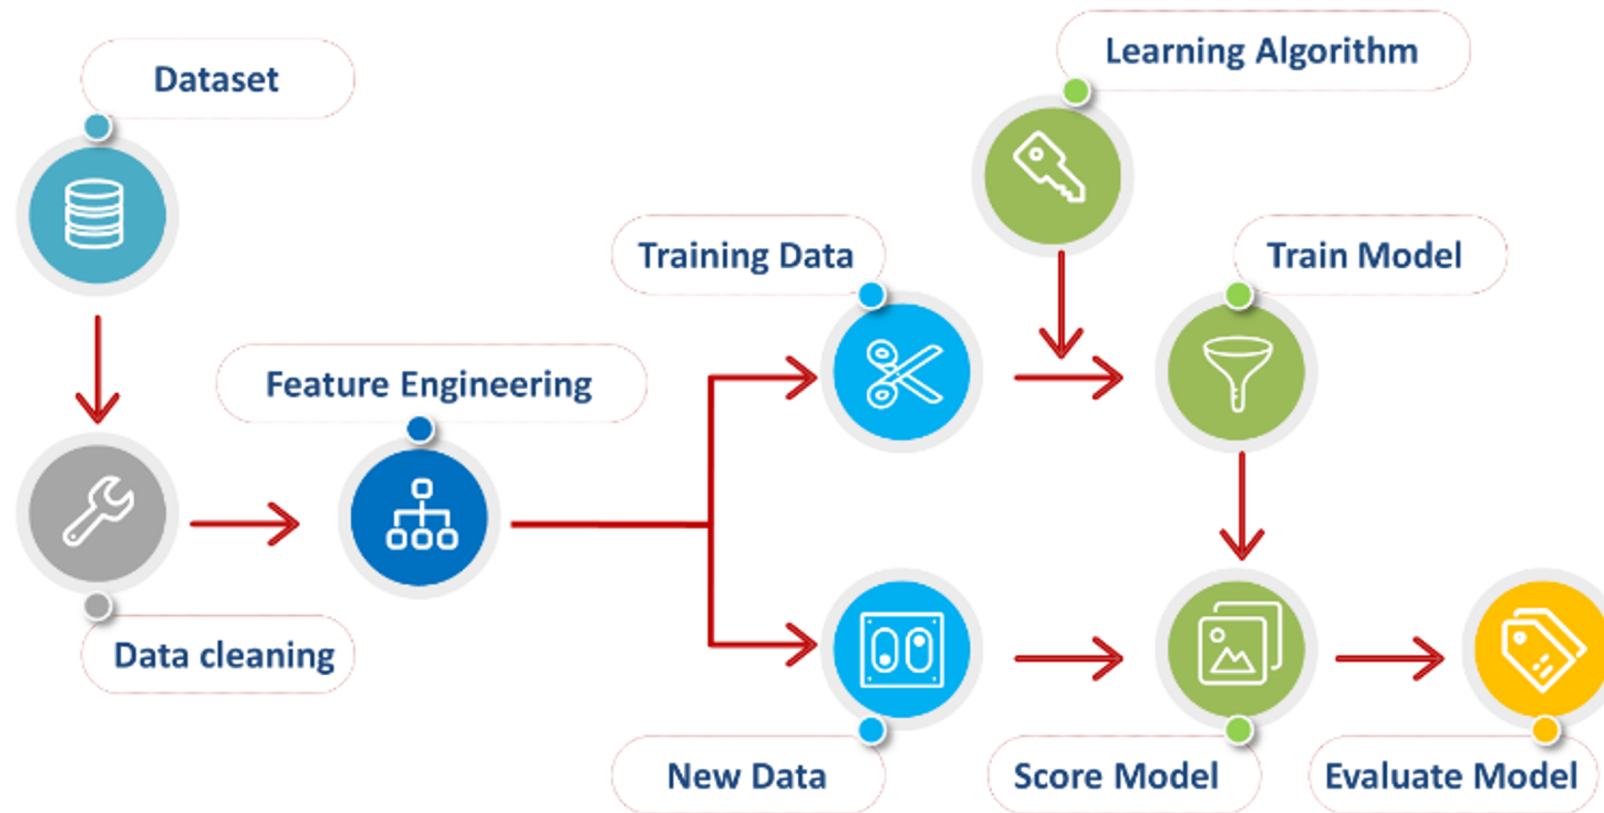 Dataset
Learning Algorithm
Training Data
Train Model
Feature Engineering
Data cleaning
New Data
Score Model
Evaluate Model